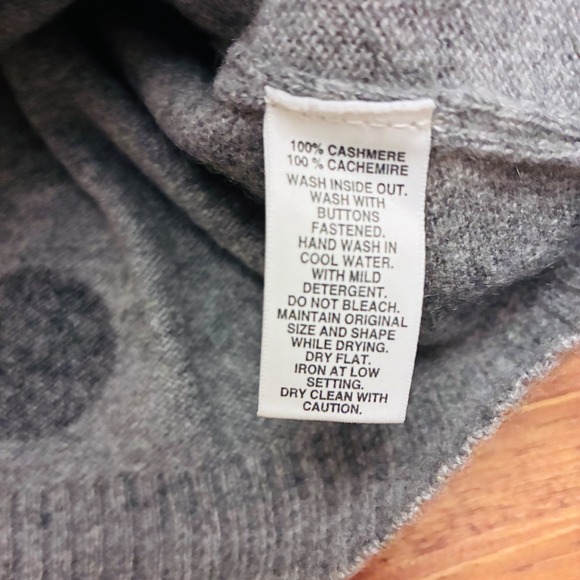 100% CASHMERE
100 % CACHEMIRE
WASH INSIDE OUT.
WASH WITH
BUTTONS
FASTENED.
HAND WASH IN
COOL WATER.
WITH MILD
DETERGENT.
DO NOT BLEACH.
MAINTAIN ORIGINAL
SIZE AND SHAPE
WHILE DRYING.
DRY FLAT.
IRON AT LOW
SETTING.
DRY CLEAN WITH
CAUTION.